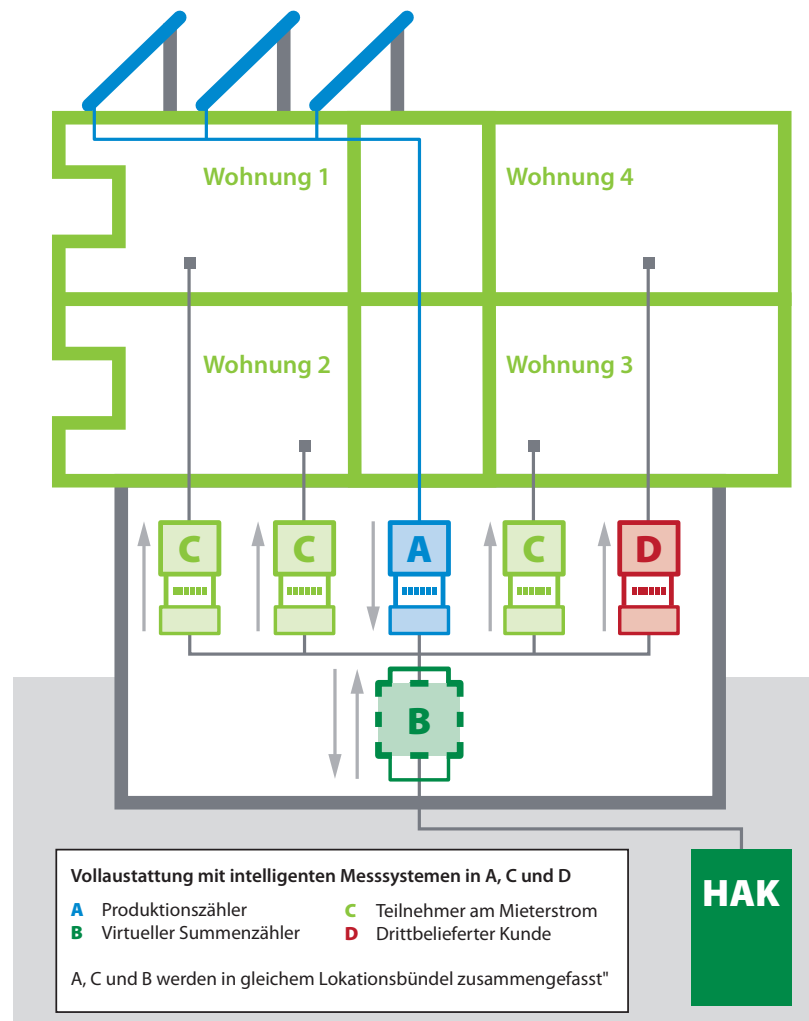 Wohnung 1
Wohnung 4
Wohnung 2
Wohnung 3
C
C
A
C
D
B
HAK
Vollaustattung mit intelligenten Messsystemen in A, C und D
A Produktionszähler
C Teilnehmer am Mieterstrom
B Virtueller Summenzähler
D Drittbelieferter Kunde
A, C und B werden in gleichem Lokationsbündel zusammengefasst"